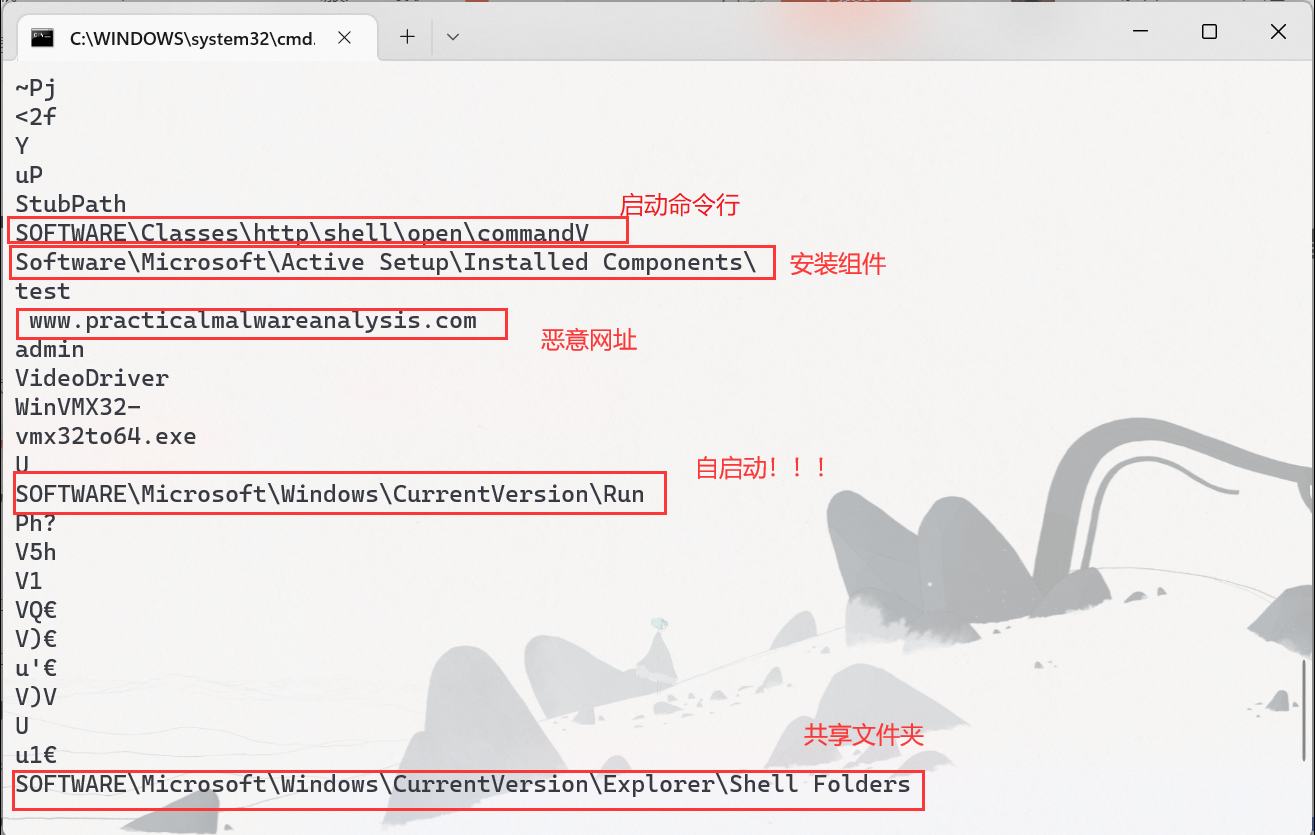 C:\WINDOWS\system32\cmd.
~Pj
<2f
Y
uP
StubPath
启动命令行
SOFTWARE\Classes\http\shell\open\commandV
Software\Microsoft\Active Setup\Installed Components\
安装组件
test
www.practicalmalwareanalysis.com
恶意网址
admin
VideoDriver
WinVMX32-
vmx32to64.exe
U
自启动！！！
SOFTWARE\Microsoft\Windows\CurrentVersion\Run
Ph?
V5h
V1
VQ€
V)€
u'€
V)V
U
u1€
共享文件夹
SOFTWARE\Microsoft\Windows\CurrentVersion\Explorer\Shell Folders